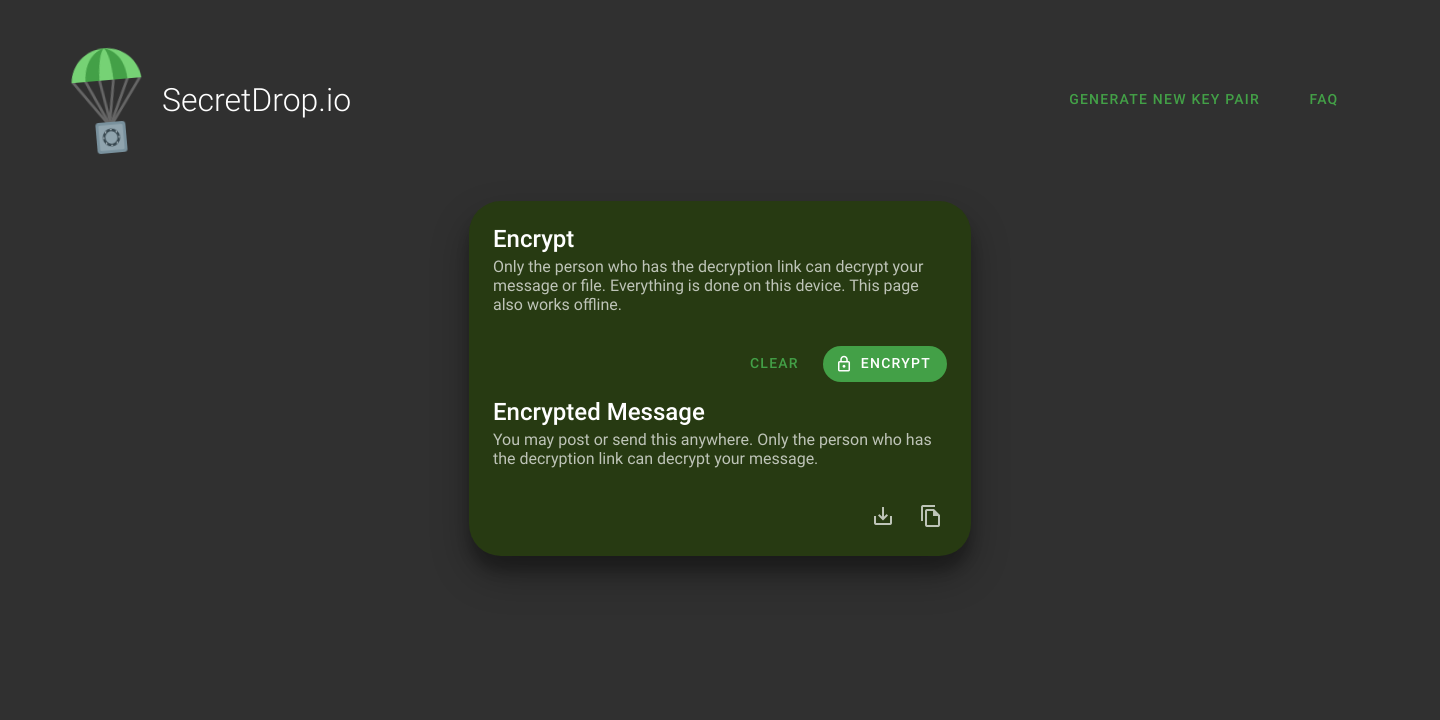 SecretDrop.io
GENERATE NEW KEY PAIR
FAQ
Encrypt
Only the person who has the decryption link can decrypt your
message or file. Everything is done on this device. This page
also works offline.
CLEAR
ENCRYPT
Encrypted Message
You may post or send this anywhere. Only the person who has
the decryption link can decrypt your message.